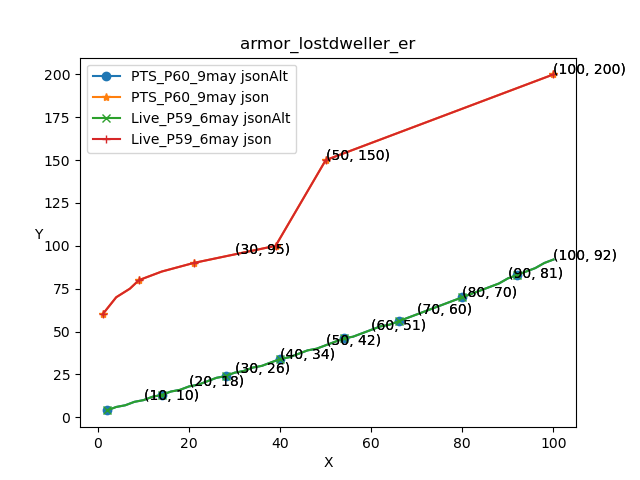 armor_lostdweller_er
PTS_P60_9may jsonAlt
PTS_P60_9may json
Live_P59_6may jsonAlt
Live_P59_6may json
200
175
150
125
100
75
50
25
0
Y
(100, 200)
(50, 150)
(30, 95)
(100, 92)
(90, 81)
(80, 70)
(70, 60)
(60, 51)
(50, 42)
(40, 34)
(30, 26)
(20, 18)
(10, 10)
0 20 40 60 80 100
X